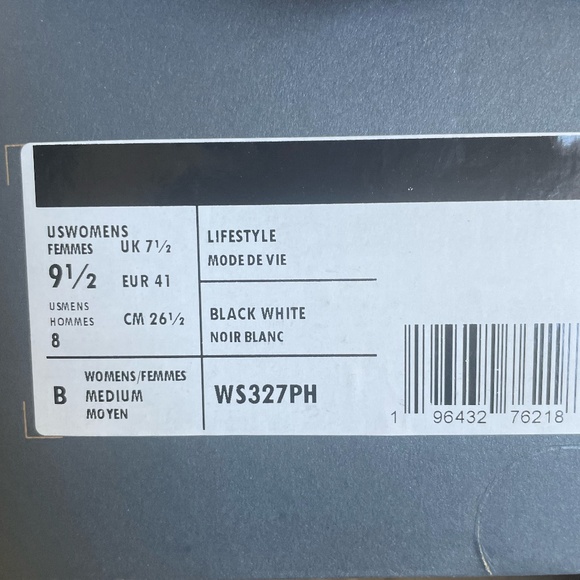 USWOMENS
FEMMES UK 7½
9½ EUR 41
USMENS
HOMMES CM 26½
8
LIFESTYLE
MODE DE VIE
BLACK WHITE
NOIR BLANC
B WOMENS/FEMMES
MEDIUM
MOYEN
WS327PH
1 96432 76218